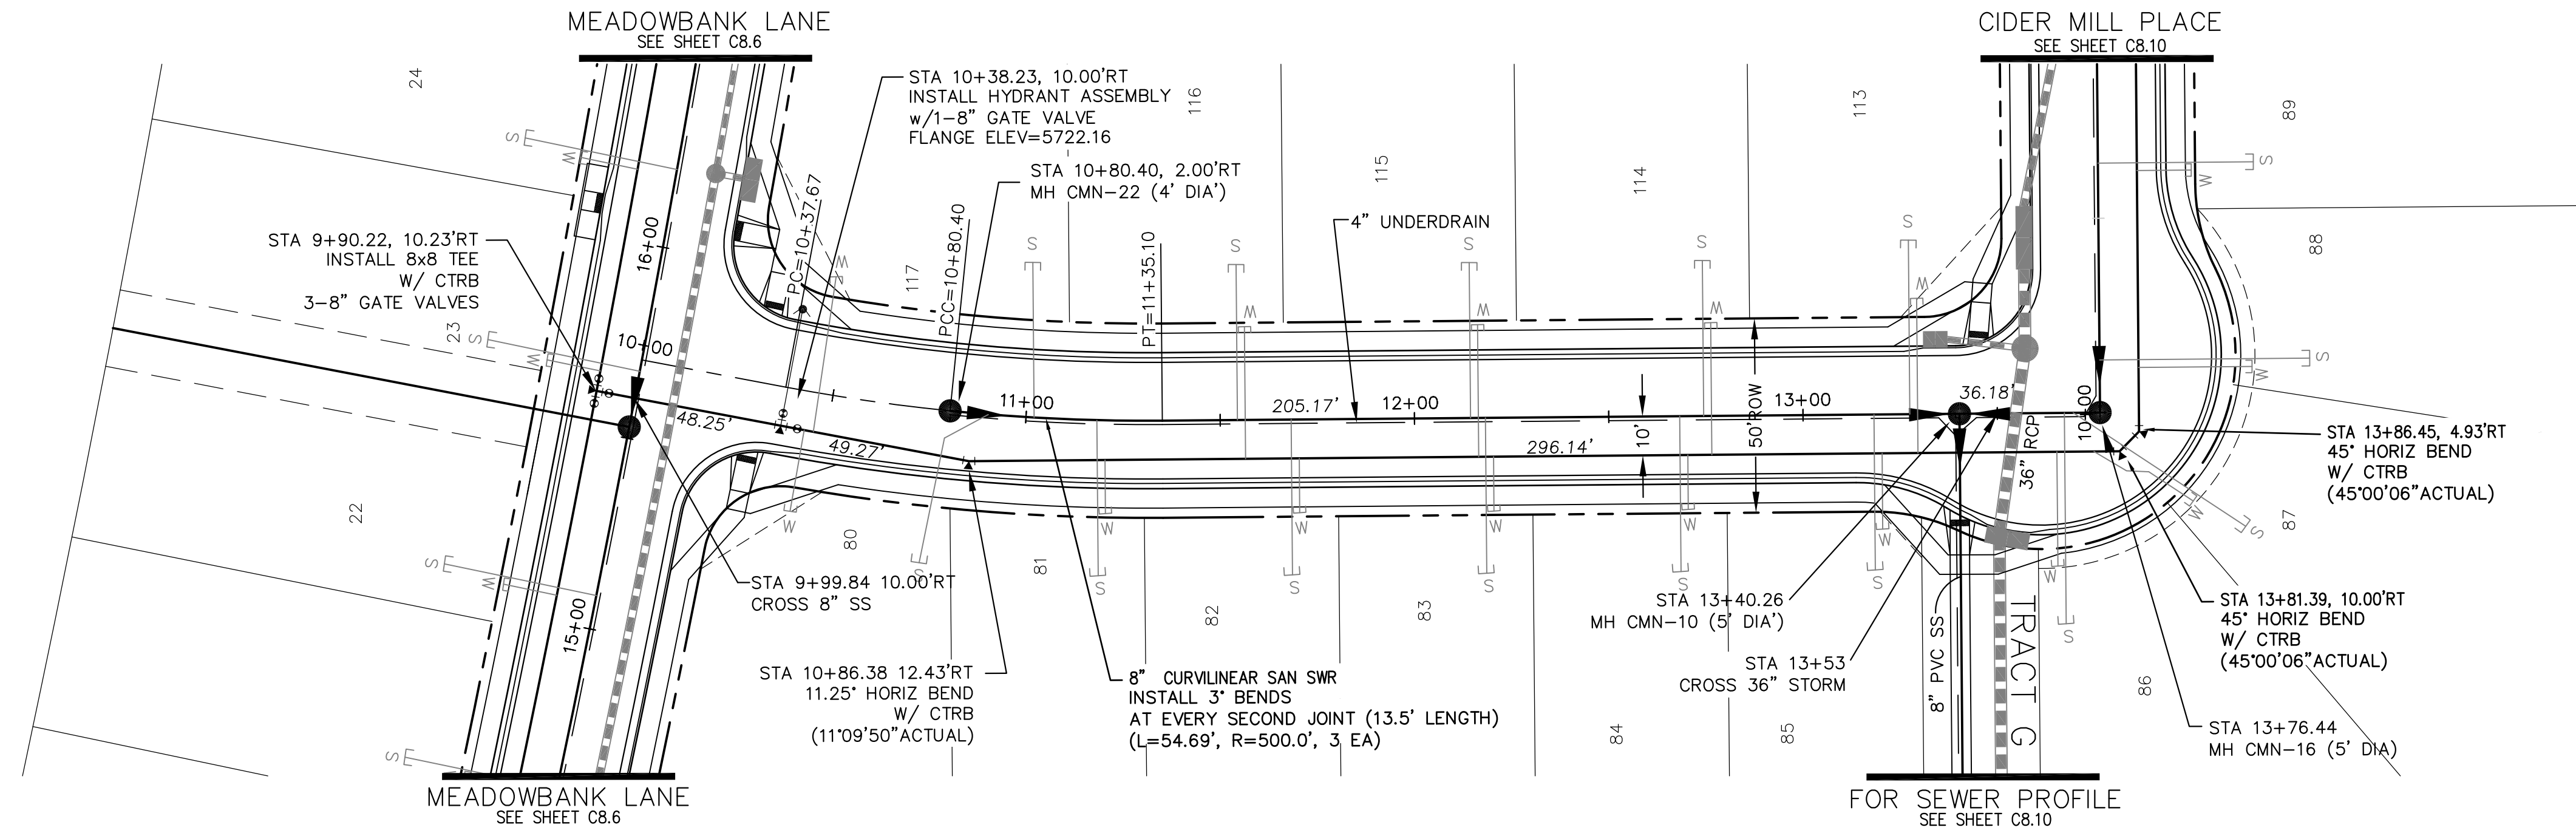 MEADOWBANK LANE
SEE SHEET C8.6
CIDER MILL PLACE
SEE SHEET C8.10
24
STA 10+38.23, 10.00'RT
INSTALL HYDRANT ASSEMBLY
w/1-8" GATE VALVE
FLANGE ELEV=5722.16
116
113
89
S
W
STA 10+80.40, 2.00'RT
MH CMN-22 (4' DIA')
115
114
S
W
PC=10+37.67
PCC=10+80.40
4" UNDERDRAIN
STA 9+90.22, 10.23'RT
INSTALL 8x8 TEE
W/ CTRB
3-8" GATE VALVES
16+00
PT=11+35.10
S
S
S
S
S
88
W
117
W
W
W
W
W
23
S
W
10+00
S
W
48.25'
49.27'
11+00
205.17'
12+00
13+00
36.18'
10+00
10'
50'ROW
296.14'
36" RCP
STA 13+86.45, 4.93'RT
45° HORIZ BEND
W/ CTRB
(45°00'06"ACTUAL)
22
W
80
W
W
W
W
W
W
S
87
S
W
S
81
S
S
S
S
S
W
S
STA 9+99.84 10.00'RT
CROSS 8" SS
15+00
82
83
STA 13+40.26
MH CMN-10 (5' DIA')
STA 13+81.39, 10.00'RT
45° HORIZ BEND
W/ CTRB
(45°00'06"ACTUAL)
STA 10+86.38 12.43'RT
11.25° HORIZ BEND
W/ CTRB
(11°09'50"ACTUAL)
8" CURVILINEAR SAN SWR
INSTALL 3° BENDS
AT EVERY SECOND JOINT (13.5' LENGTH)
(L=54.69', R=500.0', 3 EA)
STA 13+53
CROSS 36" STORM
8" PVC SS
TRACT G
86
84
85
STA 13+76.44
MH CMN-16 (5' DIA)
S
MEADOWBANK LANE
SEE SHEET C8.6
FOR SEWER PROFILE
SEE SHEET C8.10